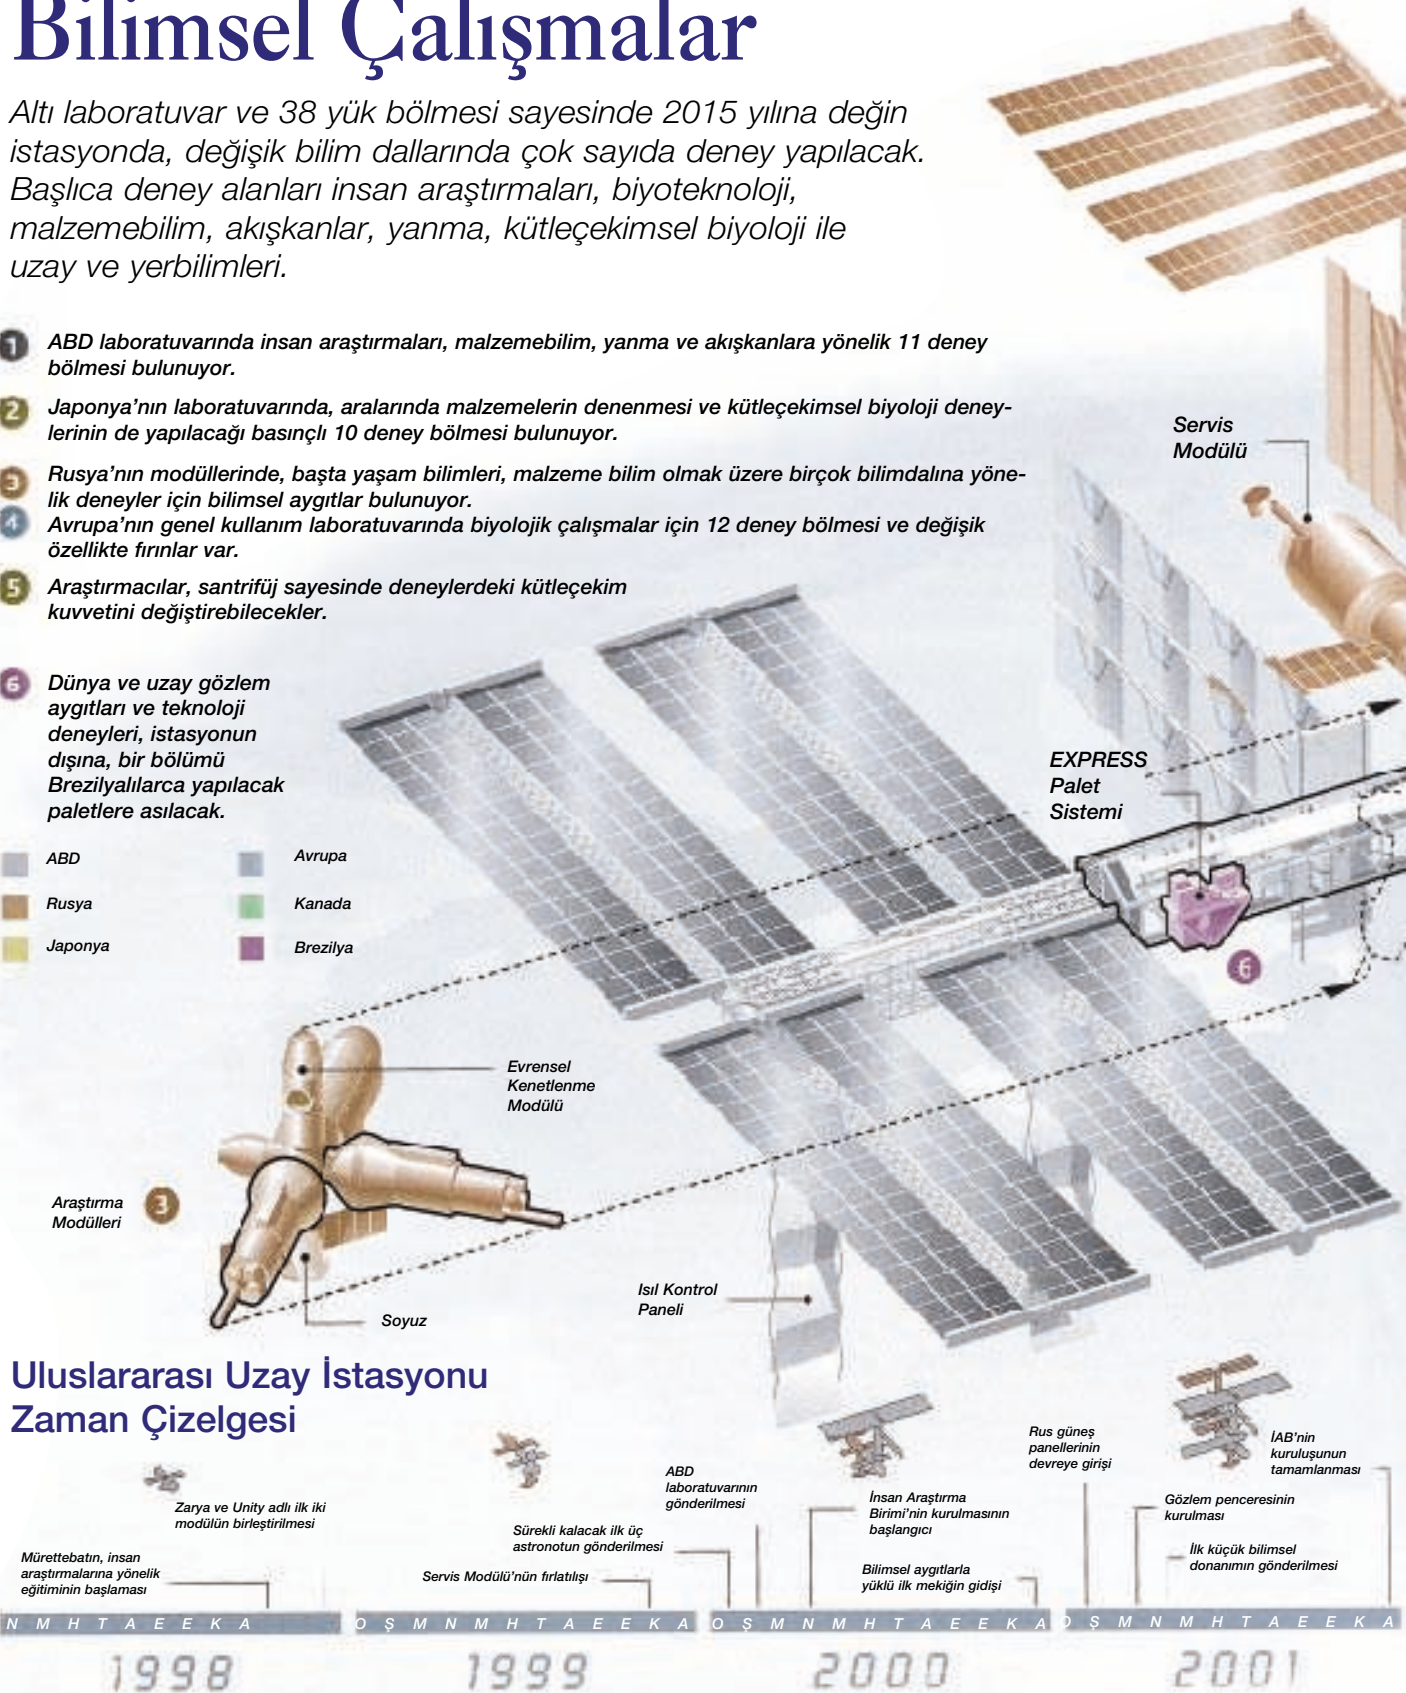 Bilimsel Çalışmalar
Altı laboratuvar ve 38 yük bölmesi sayesinde 2015 yılına değin
istasyonda, değişik bilim dallarında çok sayıda deney yapılacak.
Başlıca deney alanları insan araştırmaları, biyoteknoloji,
malzemebilim, akışkanlar, yanma, kütleçekimsel biyoloji ile
uzay ve yerbilimleri.
1 ABD laboratuvarında insan araştırmaları, malzemebilim, yanma ve akışkanlara yönelik 11 deney
bölmesi bulunuyor.
2 Japonya'nın laboratuvarında, aralarında malzemelerin denenmesi ve kütleçekimsel biyoloji deney-
lerinin de yapılacağı basınçlı 10 deney bölmesi bulunuyor.
3 Rusya'nın modüllerinde, başta yaşam bilimleri, malzeme bilim olmak üzere birçok bilimdalına yöne-
lik deneyler için bilimsel aygıtlar bulunuyor.
4 Avrupa'nın genel kullanım laboratuvarında biyolojik çalışmalar için 12 deney bölmesi ve değişik
özellikte fırınlar var.
5 Araştırmacılar, santrifüj sayesinde deneylerdeki kütleçekim
kuvvetini değiştirebilecekler.
6 Dünya ve uzay gözlem
aygıtları ve teknoloji
deneyleri, istasyonun
dışına, bir bölümü
Brezilyalılarca yapılacak
paletlere asılacak.
ABD
Avrupa
Rusya
Kanada
Japonya
Brezilya
Servis
Modülü
EXPRESS
Palet
Sistemi
6
Evrensel
Kenetlenme
Modülü
Araştırma
Modülleri
3
Soyuz
Isıl Kontrol
Paneli
Uluslararası Uzay İstasyonu
Zaman Çizelgesi
Mürettebatın, insan
araştırmalarına yönelik
eğitiminin başlaması
Zarya ve Unity adlı ilk iki
modülün birleştirilmesi
Servis Modülü'nün fırlatılışı
Sürekli kalacak ilk üç
astronotun gönderilmesi
ABD
laboratuvarının
gönderilmesi
İnsan Araştırma
Birimi'nin kurulmasının
başlangıcı
Bilimsel aygıtlarla
yüklü ilk mekiğin gidişi
Rus güneş
panellerinin
devreye girişi
Gözlem penceresinin
kurulması
İlk küçük bilimsel
donanımın gönderilmesi
İAB'nin
kuruluşunun
tamamlanması
N M H T A E E K A
O Ş M N M H T A E E K A
O Ş M N M H T A E E K A
O Ş M N M H T A E E K A
1998
1999
2000
2001